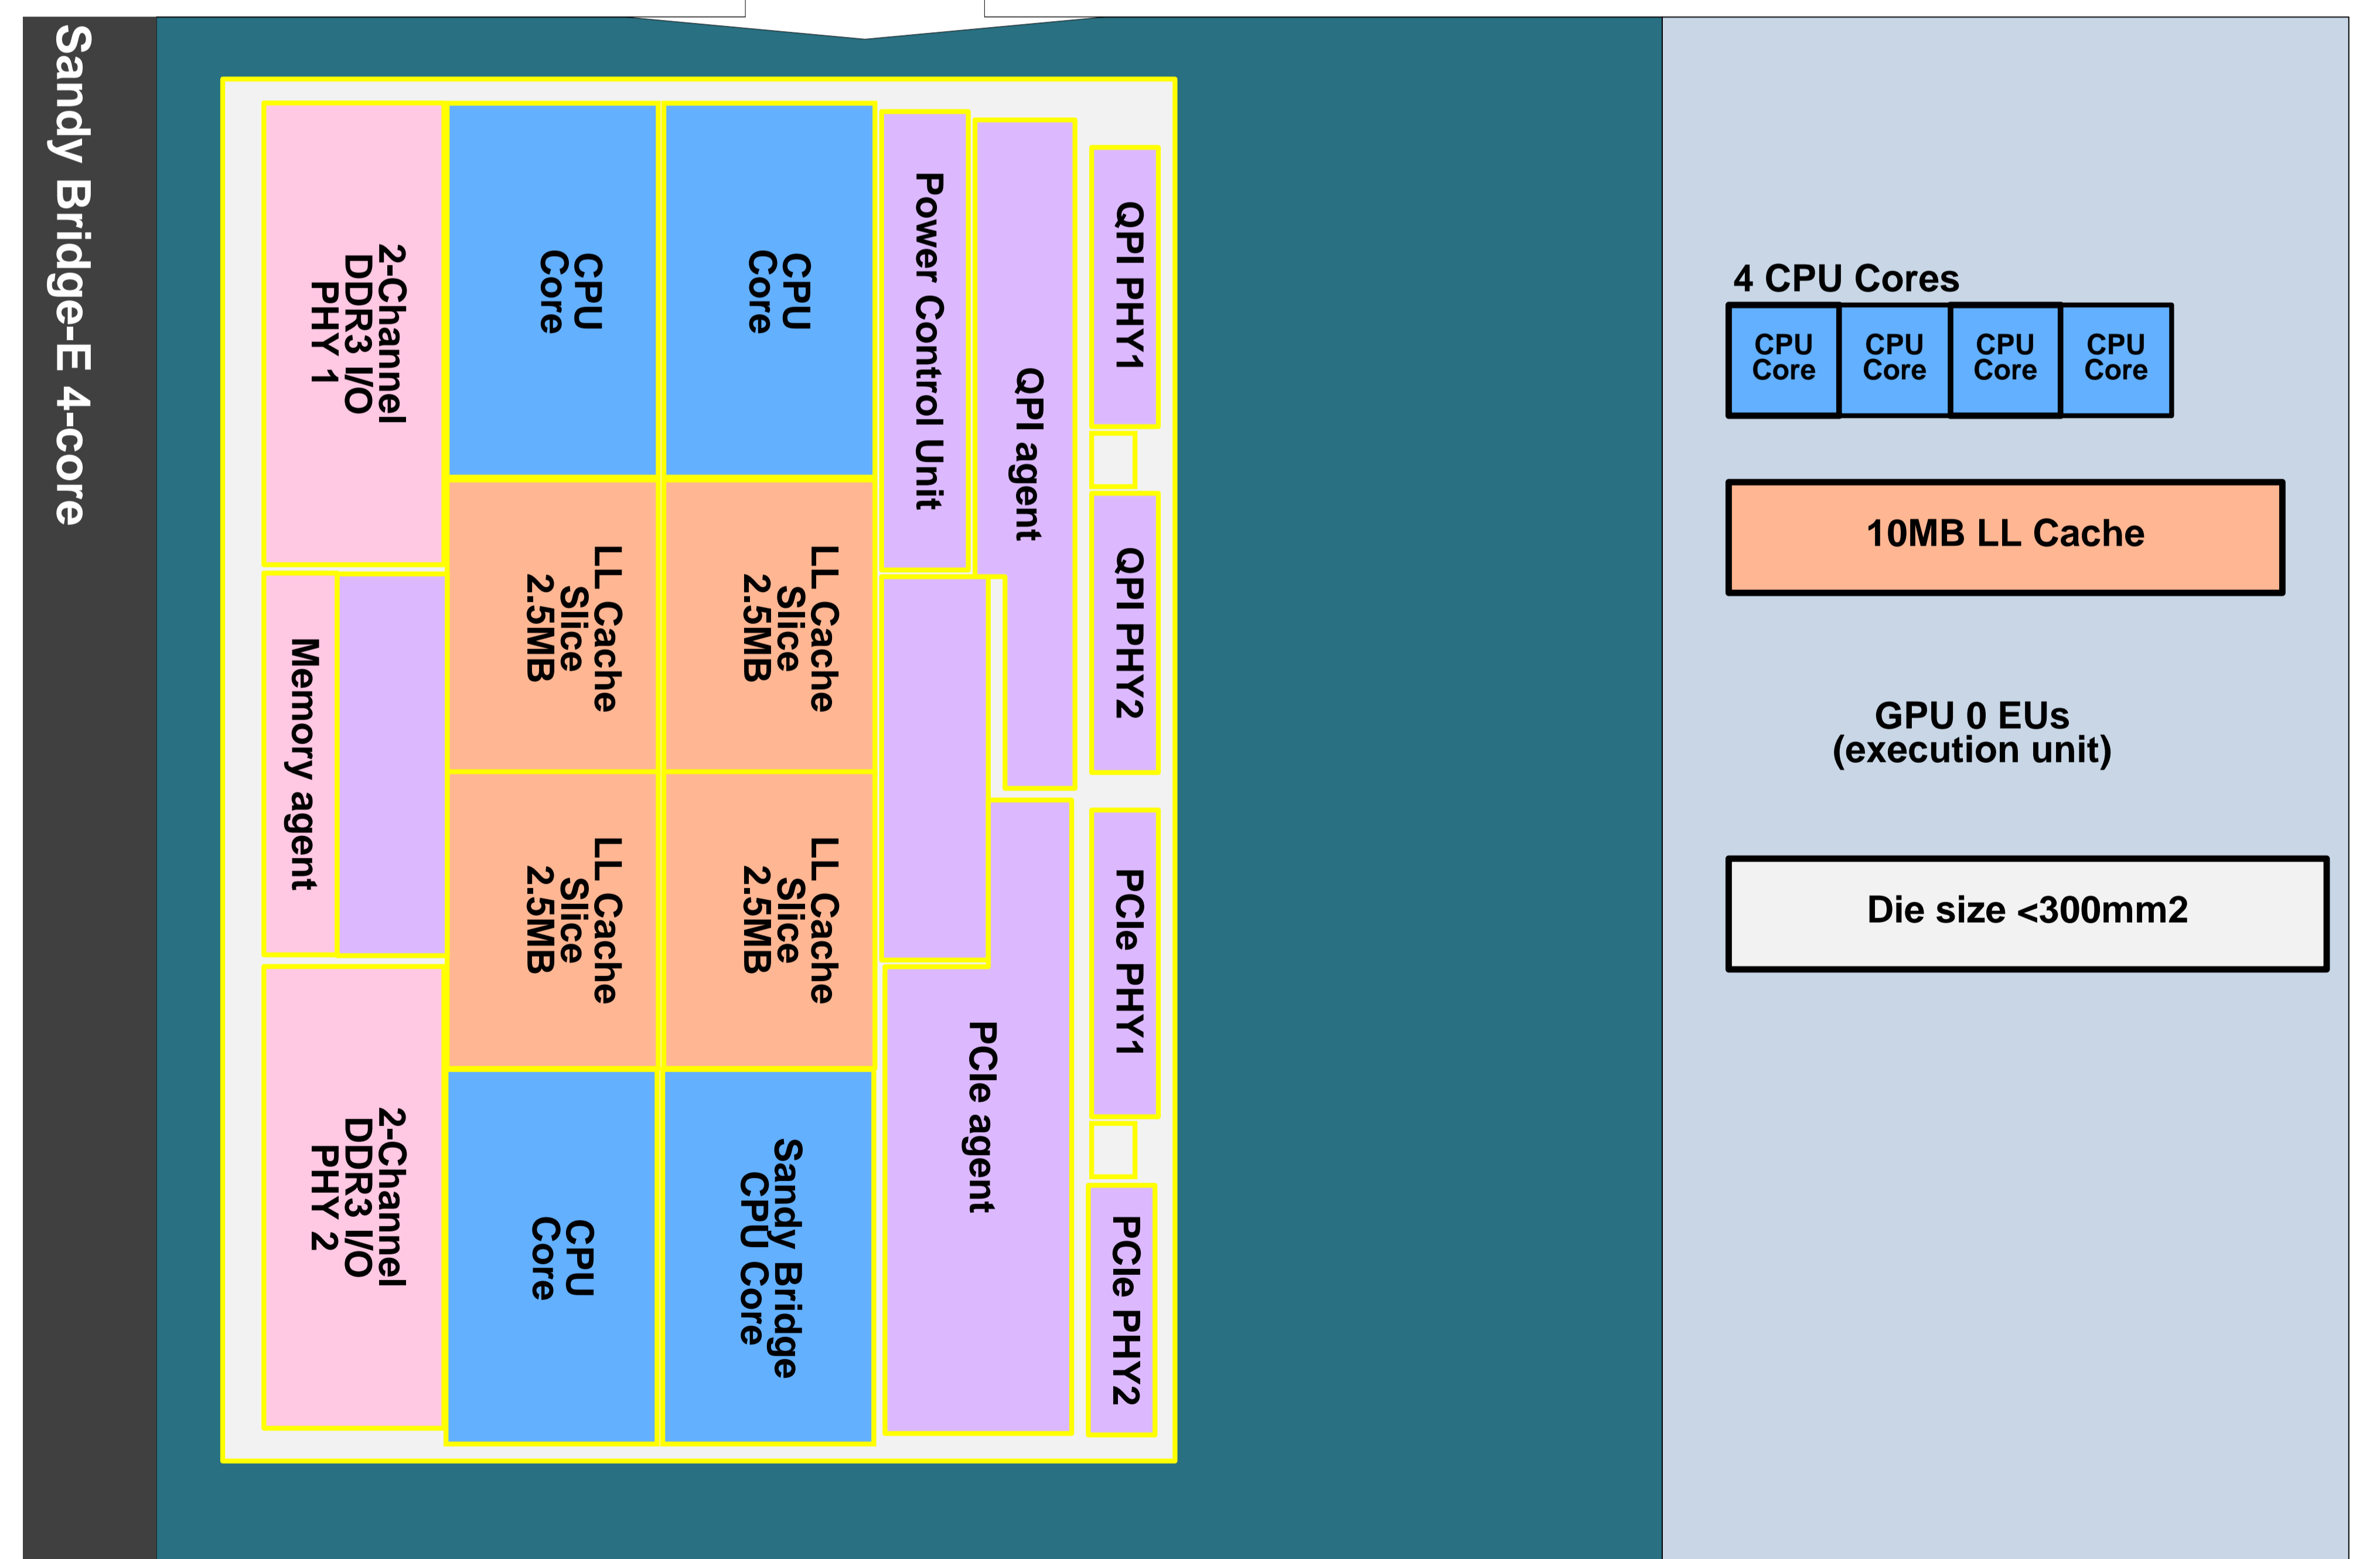 Sandy Bridge-E 4-core
2-Channel
DDR3 I/O
PHY 1
CPU
Core
CPU
Core
Power Control Unit
QPI agent
QPI PHY1
QPI PHY2
LL Cache
Slice
2.5MB
LL Cache
Slice
2.5MB
Memory agent
LL Cache
Slice
2.5MB
LL Cache
Slice
2.5MB
PCIe PHY1
PCIe agent
2-Channel
DDR3 I/O
PHY 2
CPU
Core
Sandy Bridge
CPU Core
PCIe PHY2
4 CPU Cores
CPU
Core
CPU
Core
CPU
Core
CPU
Core
10MB LL Cache
GPU 0 EUs
(execution unit)
Die size <300mm2